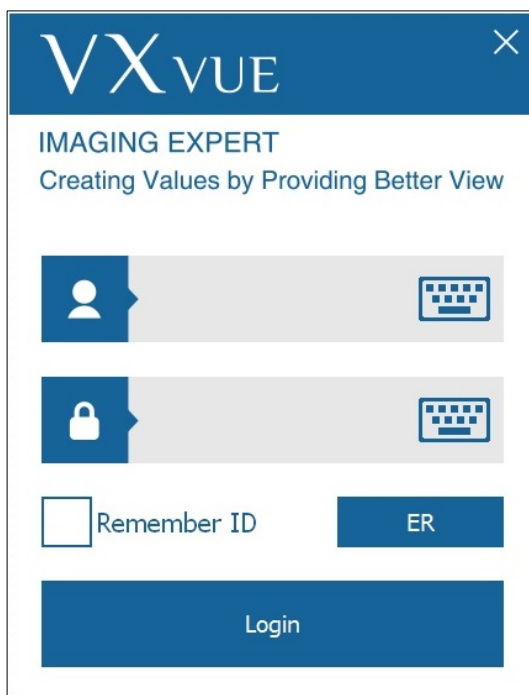 VXVUE
IMAGING EXPERT
Creating Values by Providing Better View
Remember ID
ER
Login